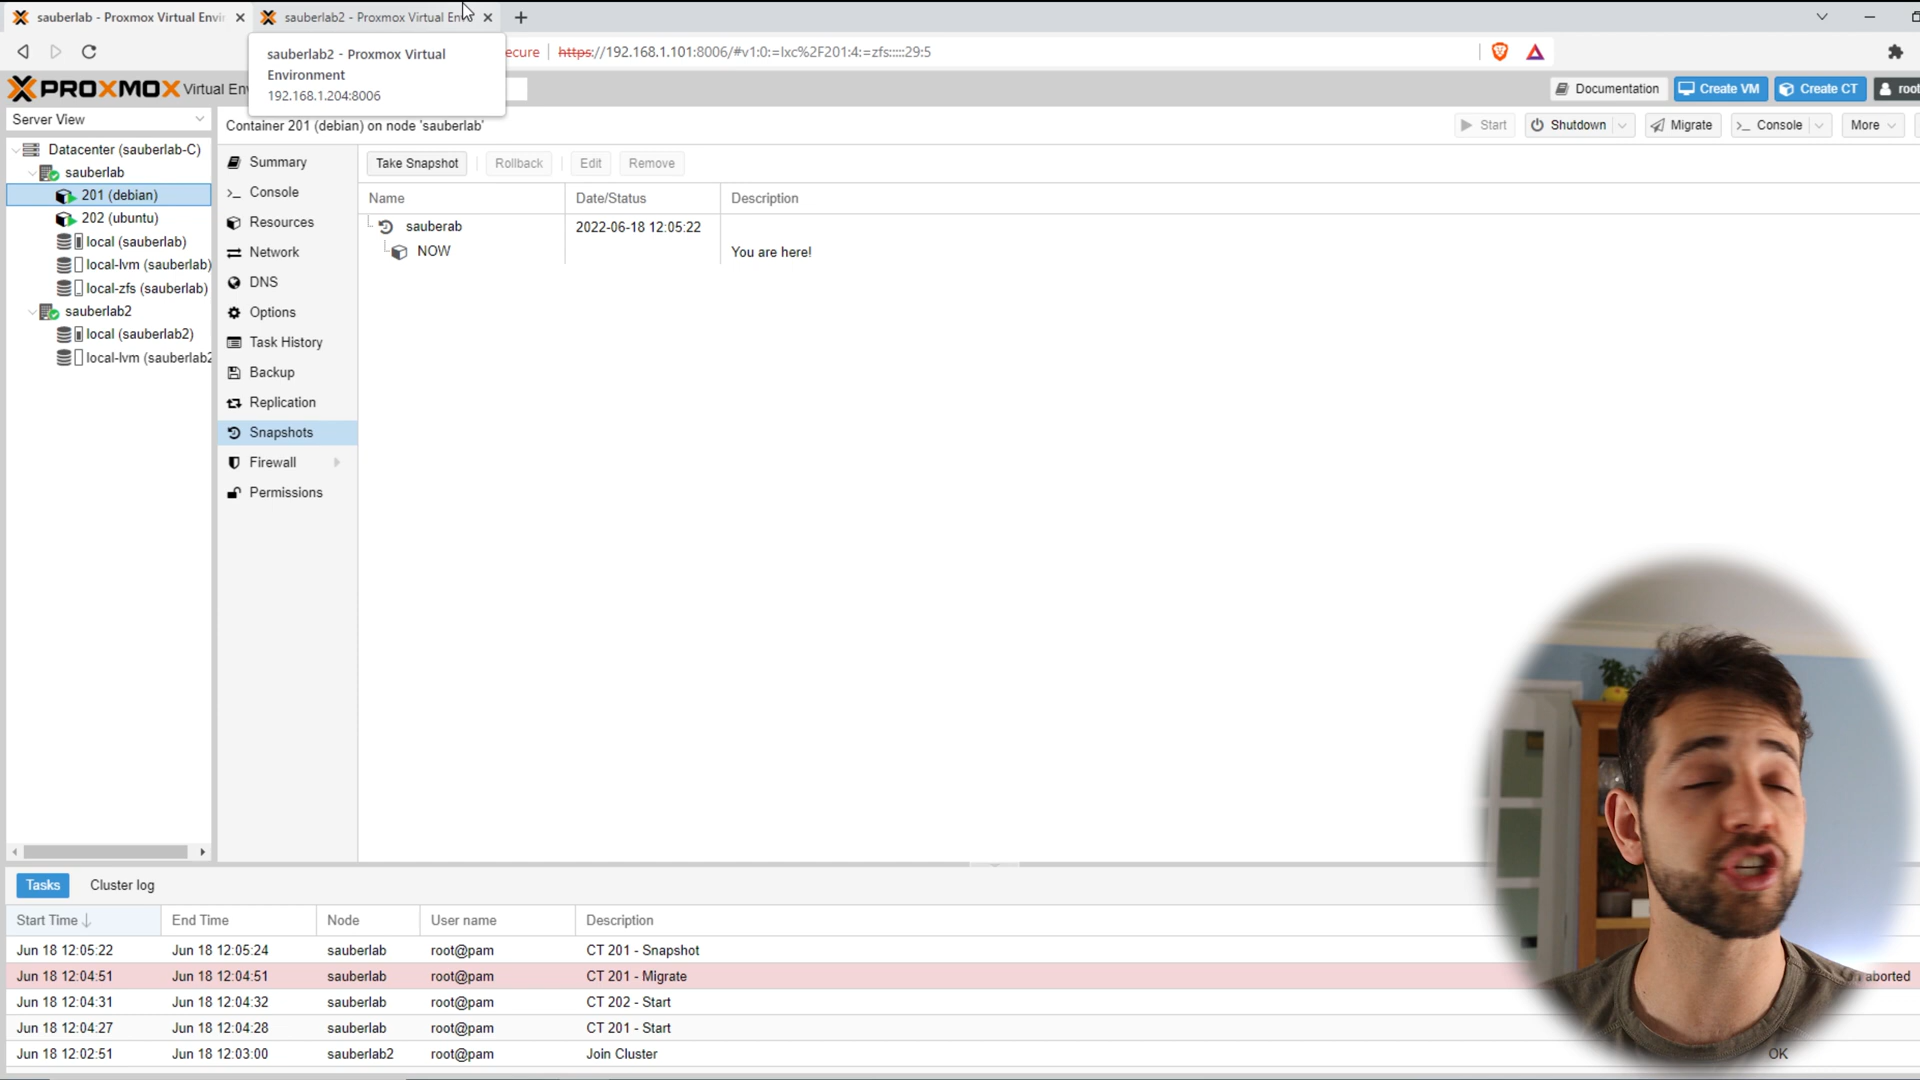 sauberlab - Proxmox Virtual Envi
sauberlab2 - Proxmox Virtual Env
sauberlab2 - Proxmox Virtual
Environment
192.168.1.204:8006
ecure
https://192.168.1.101:8006/#v1:0:=lxc%2F201:4:=zfs:::::29:5
PROXMOX Virtual En
Documentation
Create VM
Create CT
root
Server View
Container 201 (debian) on node 'sauberlab'
Start
Shutdown
Migrate
Console
More
Datacenter (sauberlab-C)
sauberlab
201 (debian)
202 (ubuntu)
local (sauberlab)
local-lvm (sauberlab)
local-zfs (sauberlab)
sauberlab2
local (sauberlab2)
local-lvm (sauberlab2
Summary
Console
Resources
Network
DNS
Options
Task History
Backup
Replication
Snapshots
Firewall
Permissions
Take Snapshot
Rollback
Edit
Remove
Name
Date/Status
Description
sauberab
2022-06-18 12:05:22
NOW
You are here!
Tasks
Cluster log
Start Time
End Time
Node
User name
Description
Jun 18 12:05:22 Jun 18 12:05:24 sauberlab root@pam CT 201 - Snapshot
Jun 18 12:04:51 Jun 18 12:04:51 sauberlab root@pam CT 201 - Migrate aborted
Jun 18 12:04:31 Jun 18 12:04:32 sauberlab root@pam CT 202 - Start
Jun 18 12:04:27 Jun 18 12:04:28 sauberlab root@pam CT 201 - Start
Jun 18 12:02:51 Jun 18 12:03:00 sauberlab2 root@pam Join Cluster OK